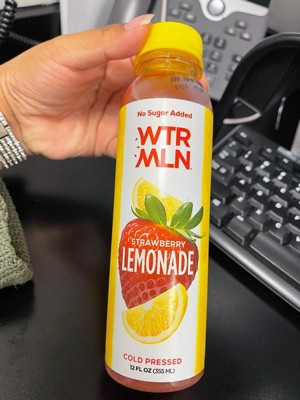 No Sugar Added
WTR
MLN
STRAWBERRY
LEMONADE
COLD PRESSED
12 FL OZ (355 ML)